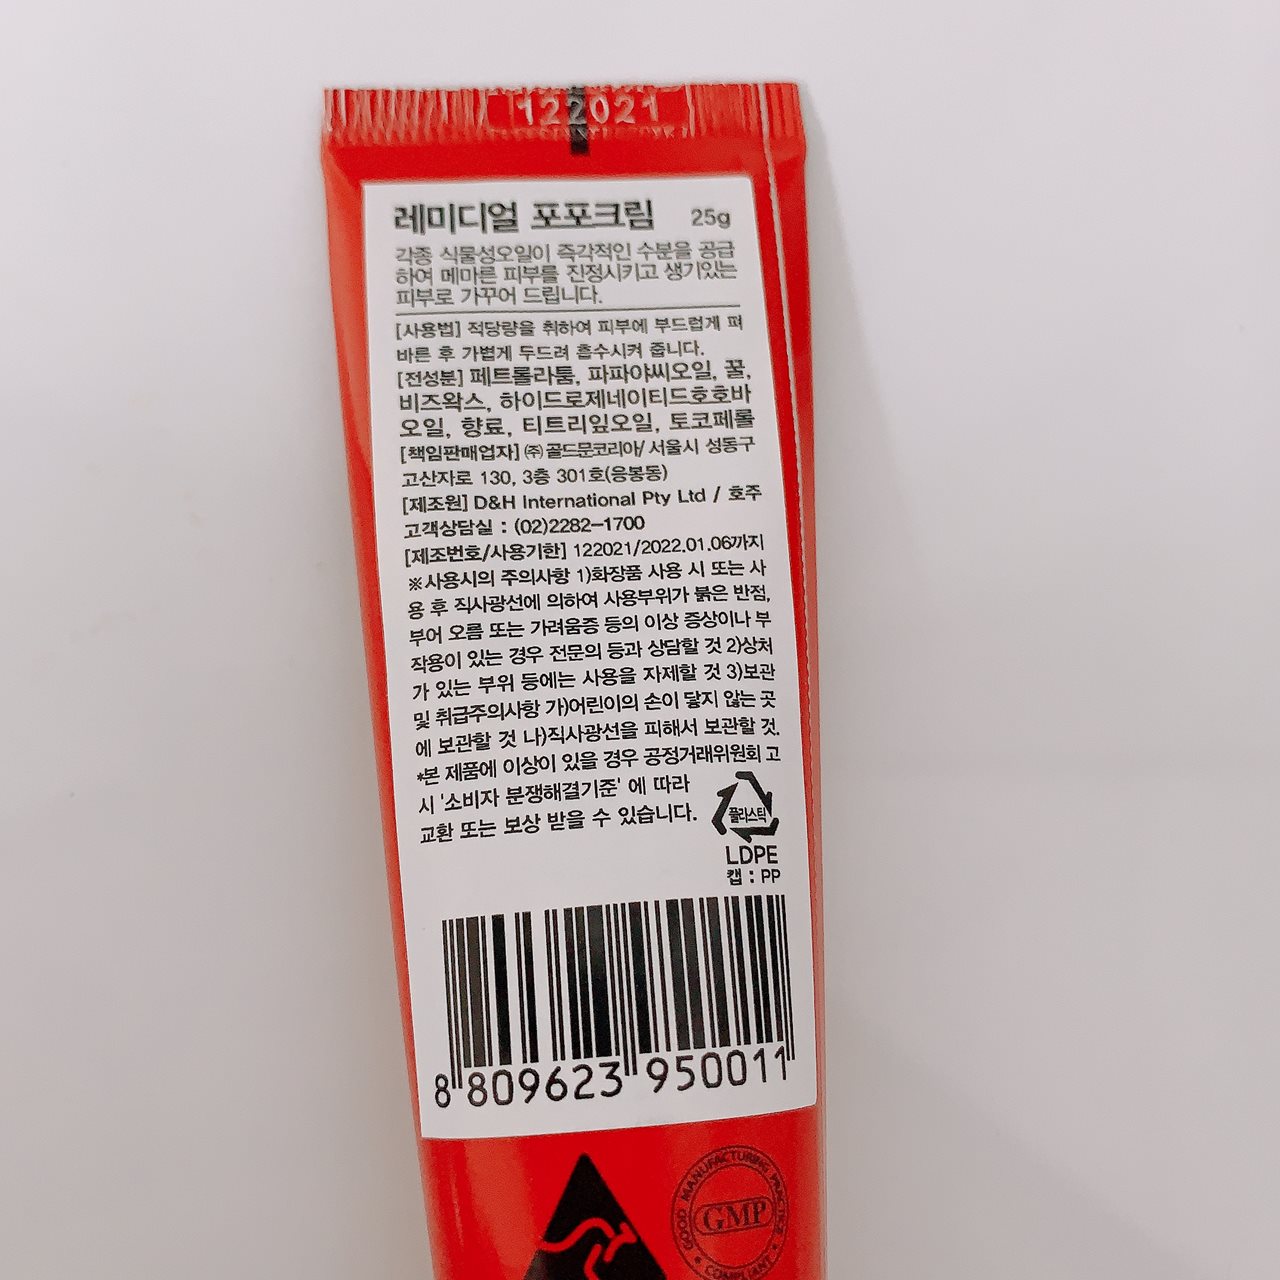 122021
레미디얼 포포크림 25g
각종 식물성오일이 즉각적인 수분을 공급
하여 메마른 피부를 진정시키고 생기있는
피부로 가꾸어 드립니다.
[사용법] 적당량을 취하여 피부에 부드럽게 펴
바른 후 가볍게 두드려 흡수시켜 줍니다.
[전성분] 페트롤라툼, 파파야씨오일, 꿀,
비즈왁스, 하이드로제네이티드호호바
오일, 향료, 티트리잎오일, 토코페롤
[책임판매업자] ㈜골드문코리아/ 서울시 성동구
고산자로 130, 3층 301호(응봉동)
[제조원] D&H International Pty Ltd / 호주
고객상담실 : (02)2282-1700
[제조번호/사용기한] 122021/2022.01.06까지
※사용시의 주의사항 1)화장품 사용 시 또는 사
용 후 직사광선에 의하여 사용부위가 붉은 반점,
부어 오름 또는 가려움증 등의 이상 증상이나 부
작용이 있는 경우 전문의 등과 상담할 것 2)상처
가 있는 부위 등에는 사용을 자제할 것 3)보관
및 취급주의사항 가)어린이의 손이 닿지 않는 곳
에 보관할 것 나)직사광선을 피해서 보관할 것.
*본 제품에 이상이 있을 경우 공정거래위원회 고
시 '소비자 분쟁해결기준' 에 따라
교환 또는 보상 받을 수 있습니다.
플라스틱
LDPE
캡 : PP
8 809623 950011
GOOD MANUFACTURING PRACTICE
GMP
COMPLIANT